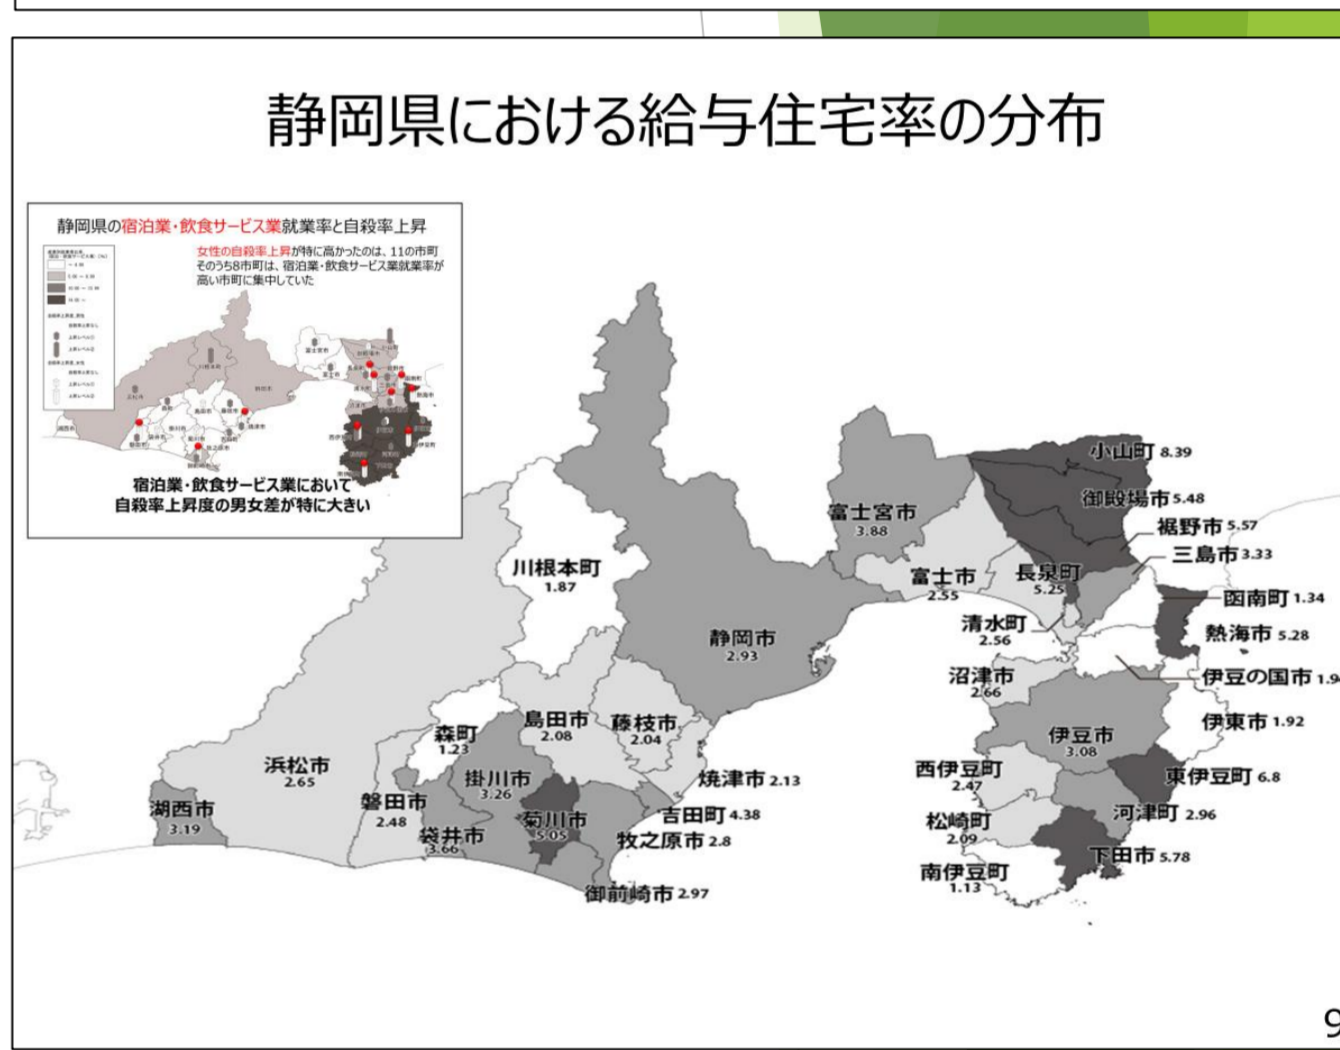 静岡県における給与住宅率の分布
静岡県の宿泊業・飲食サービス業就業率と自殺率上昇
女性の自殺率上昇が特に高かったのは、11の市町
そのうち8市町は、宿泊業・飲食サービス業就業率が
高い市町に集中していた
宿泊業・飲食サービス業において
自殺率上昇度の男女差が特に大きい
小山町 8.39
御殿場市 5.48
裾野市 5.57
三島市 3.33
富士宮市
3.88
富士市
2.55
長泉町
5.25
川根本町
1.87
函南町 1.34
清水町
2.56
熱海市 5.28
静岡市
2.93
沼津市
2.66
伊豆の国市
伊東市 1.92
島田市
2.08
藤枝市
2.04
森町
1.23
伊豆市
3.08
浜松市
2.65
掛川市
3.26
焼津市 2.13
西伊豆町
2.47
東伊豆町 6.8
湖西市
3.19
磐田市
2.48
菊川市
5.05
吉田町 4.38
河津町 2.96
袋井市
3.66
牧之原市 2.8
松崎町
2.09
下田市 5.78
南伊豆町
1.13
御前崎市 2.97
9